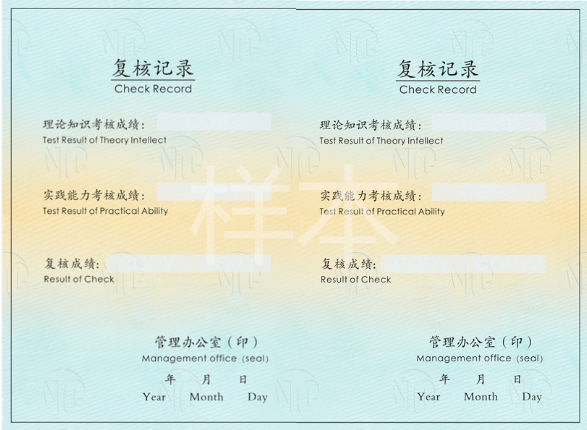 复核记录
Check Record
理论知识考核成绩：
Test Result of Theory Intellect
实践能力考核成绩：
Test Result of Practical Ability
复核成绩:
Result of Check
管理办公室（印）
Management office（seal）
年 月 日
Year Month Day
复核记录
Check Record
理论知识考核成绩：
Test Result of Theory Intellect
实践能力考核成绩：
Test Result of Practical Ability
复核成绩:
Result of Check
管理办公室（印）
Management office（seal）
年 月 日
Year Month Day
样本